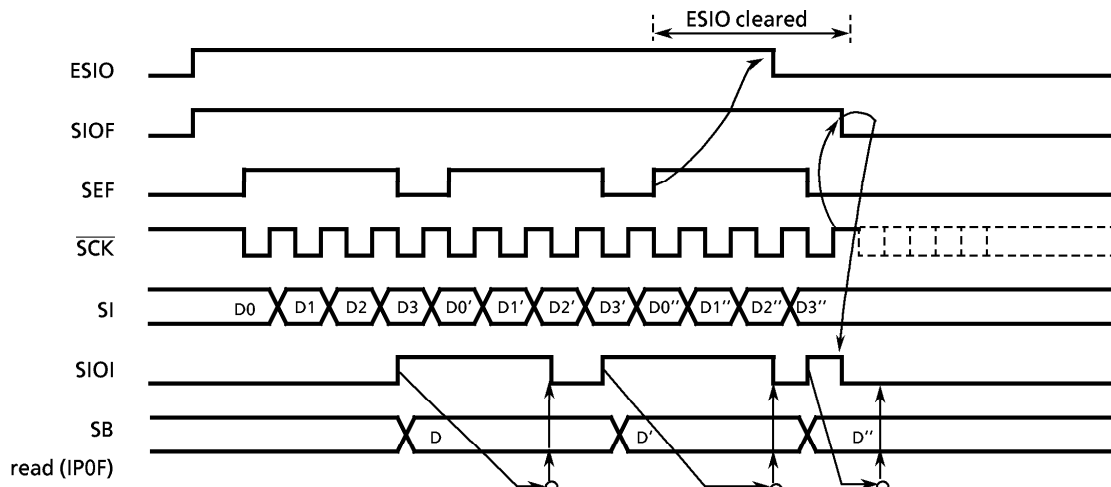 ESIO cleared
ESIO
SIOF
SEF
SCK
SI D0 D1 D2 D3 D0' D1' D2' D3' D0'' D1'' D2'' D3''
SIOI
SB D D' D''
read (IP0F)